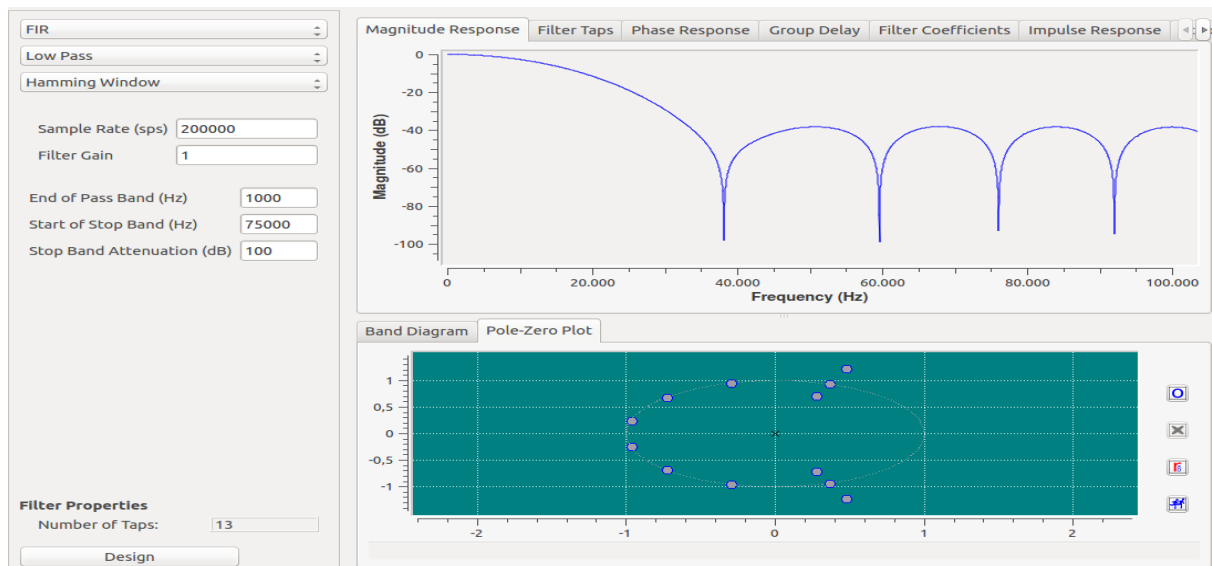 FIR
Low Pass
Hamming Window
Sample Rate (sps) 200000
Filter Gain 1
End of Pass Band (Hz) 1000
Start of Stop Band (Hz) 75000
Stop Band Attenuation (dB) 100
Filter Properties
Number of Taps: 13
Design
Magnitude Response Filter Taps Phase Response Group Delay Filter Coefficients Impulse Response
Magnitude (dB)
0
-20
-40
-60
-80
-100
0 20.000 40.000 60.000 80.000 100.000
Frequency (Hz)
Band Diagram Pole-Zero Plot
1
0,5
0
-0,5
-1
-2 -1 0 1 2